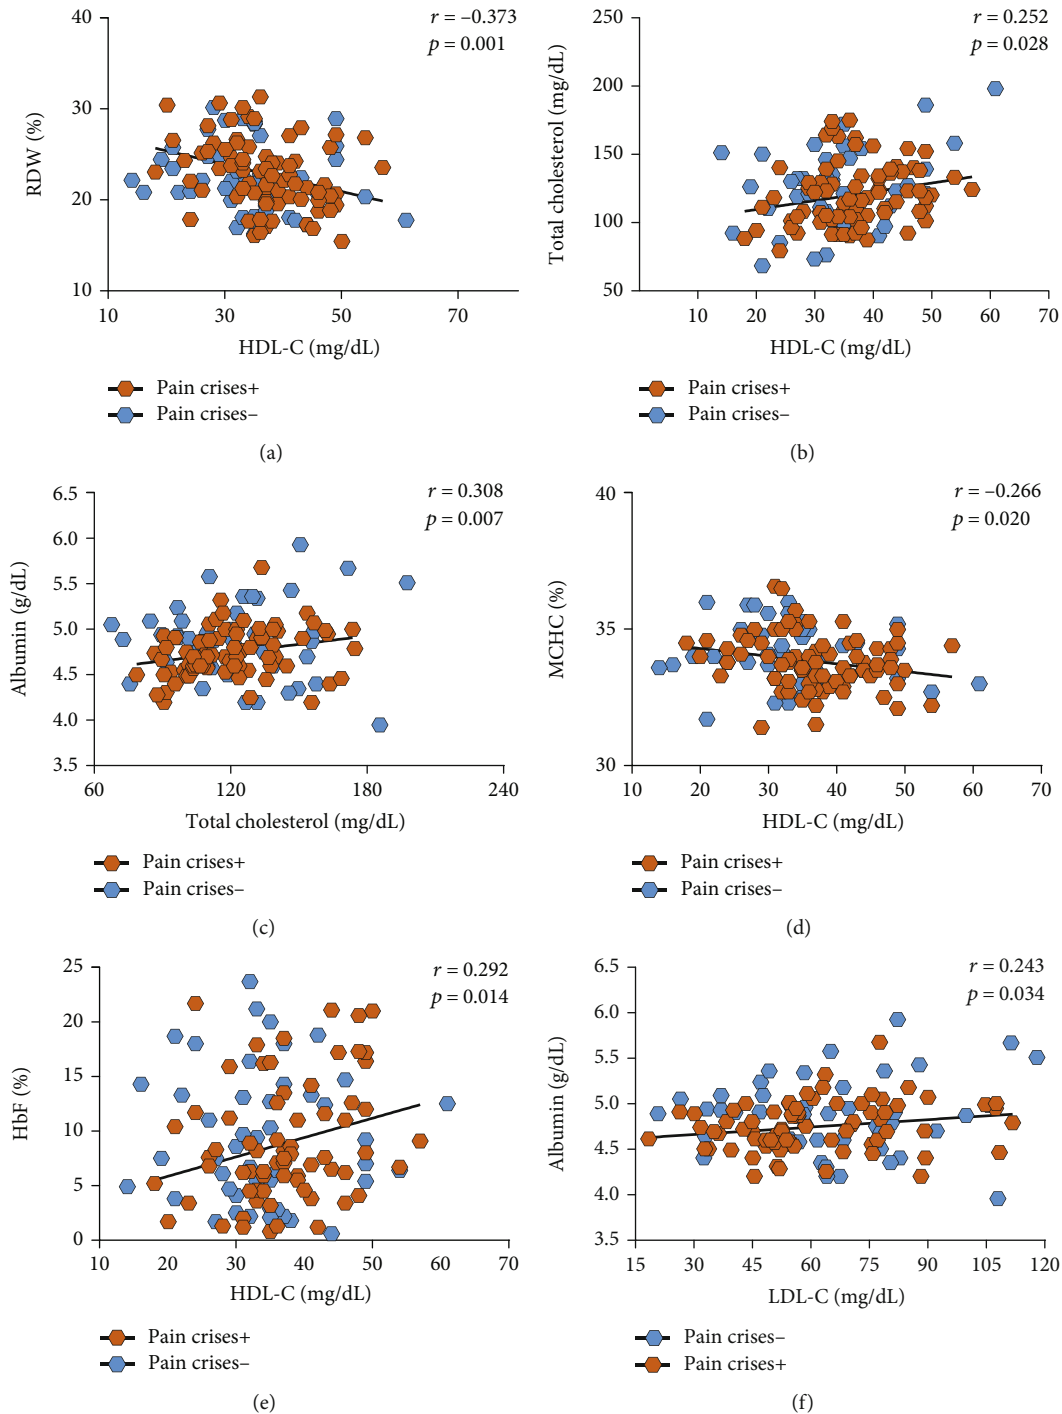 r = –0.373
p = 0.001
40
30
20
10
RDW (%)
10 30 50 70
HDL-C (mg/dL)
Pain crises+
Pain crises–
(a)
r = 0.252
p = 0.028
250
200
150
100
50
Total cholesterol (mg/dL)
10 20 30 40 50 60 70
HDL-C (mg/dL)
Pain crises+
Pain crises–
(b)
r = 0.308
p = 0.007
6.5
6.0
5.5
5.0
4.5
4.0
3.5
Albumin (g/dL)
60 120 180 240
Total cholesterol (mg/dL)
Pain crises+
Pain crises–
(c)
r = –0.266
p = 0.020
40
35
30
MCHC (%)
10 20 30 40 50 60 70
HDL-C (mg/dL)
Pain crises+
Pain crises–
(d)
r = 0.292
p = 0.014
25
20
15
10
5
0
HbF (%)
10 20 30 40 50 60 70
HDL-C (mg/dL)
Pain crises+
Pain crises–
(e)
r = 0.243
p = 0.034
6.5
6.0
5.5
5.0
4.5
4.0
3.5
Albumin (g/dL)
15 30 45 60 75 90 105 120
LDL-C (mg/dL)
Pain crises–
Pain crises+
(f)